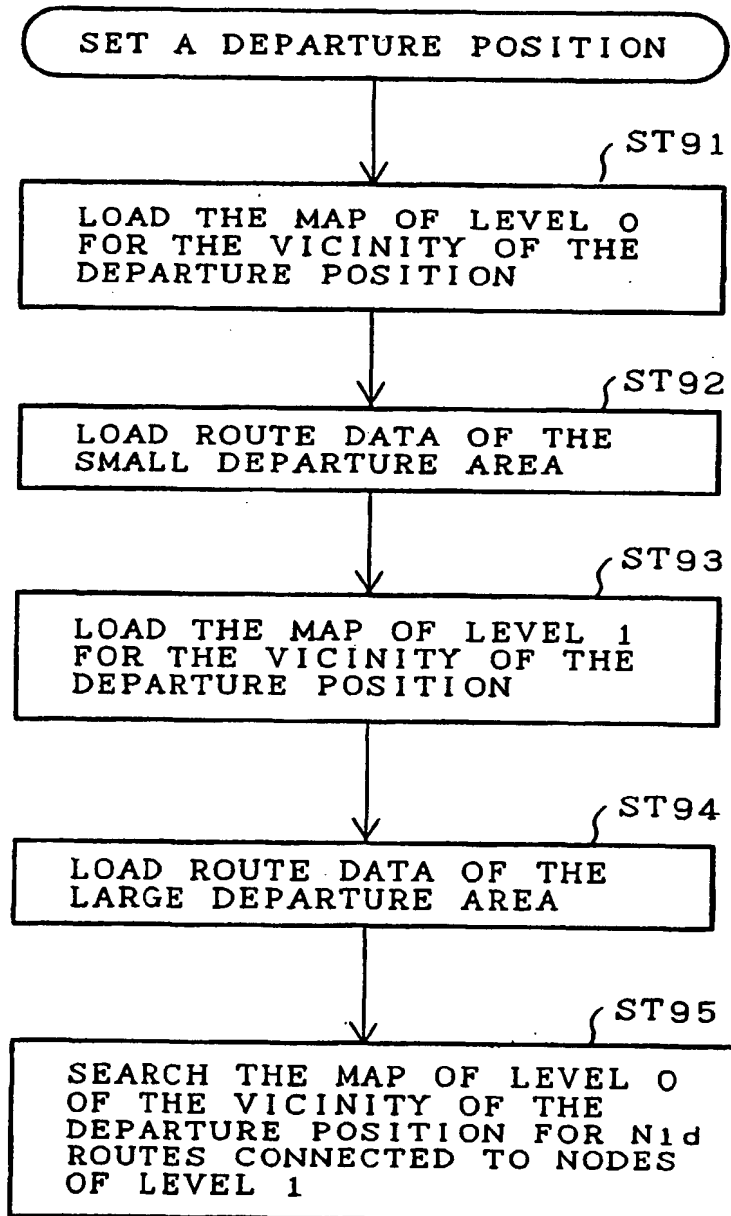 SET A DEPARTURE POSITION
ST91
LOAD THE MAP OF LEVEL 0
FOR THE VICINITY OF THE
DEPARTURE POSITION
ST92
LOAD ROUTE DATA OF THE
SMALL DEPARTURE AREA
ST93
LOAD THE MAP OF LEVEL 1
FOR THE VICINITY OF THE
DEPARTURE POSITION
ST94
LOAD ROUTE DATA OF THE
LARGE DEPARTURE AREA
ST95
SEARCH THE MAP OF LEVEL 0
OF THE VICINITY OF THE
DEPARTURE POSITION FOR N1d
ROUTES CONNECTED TO NODES
OF LEVEL 1